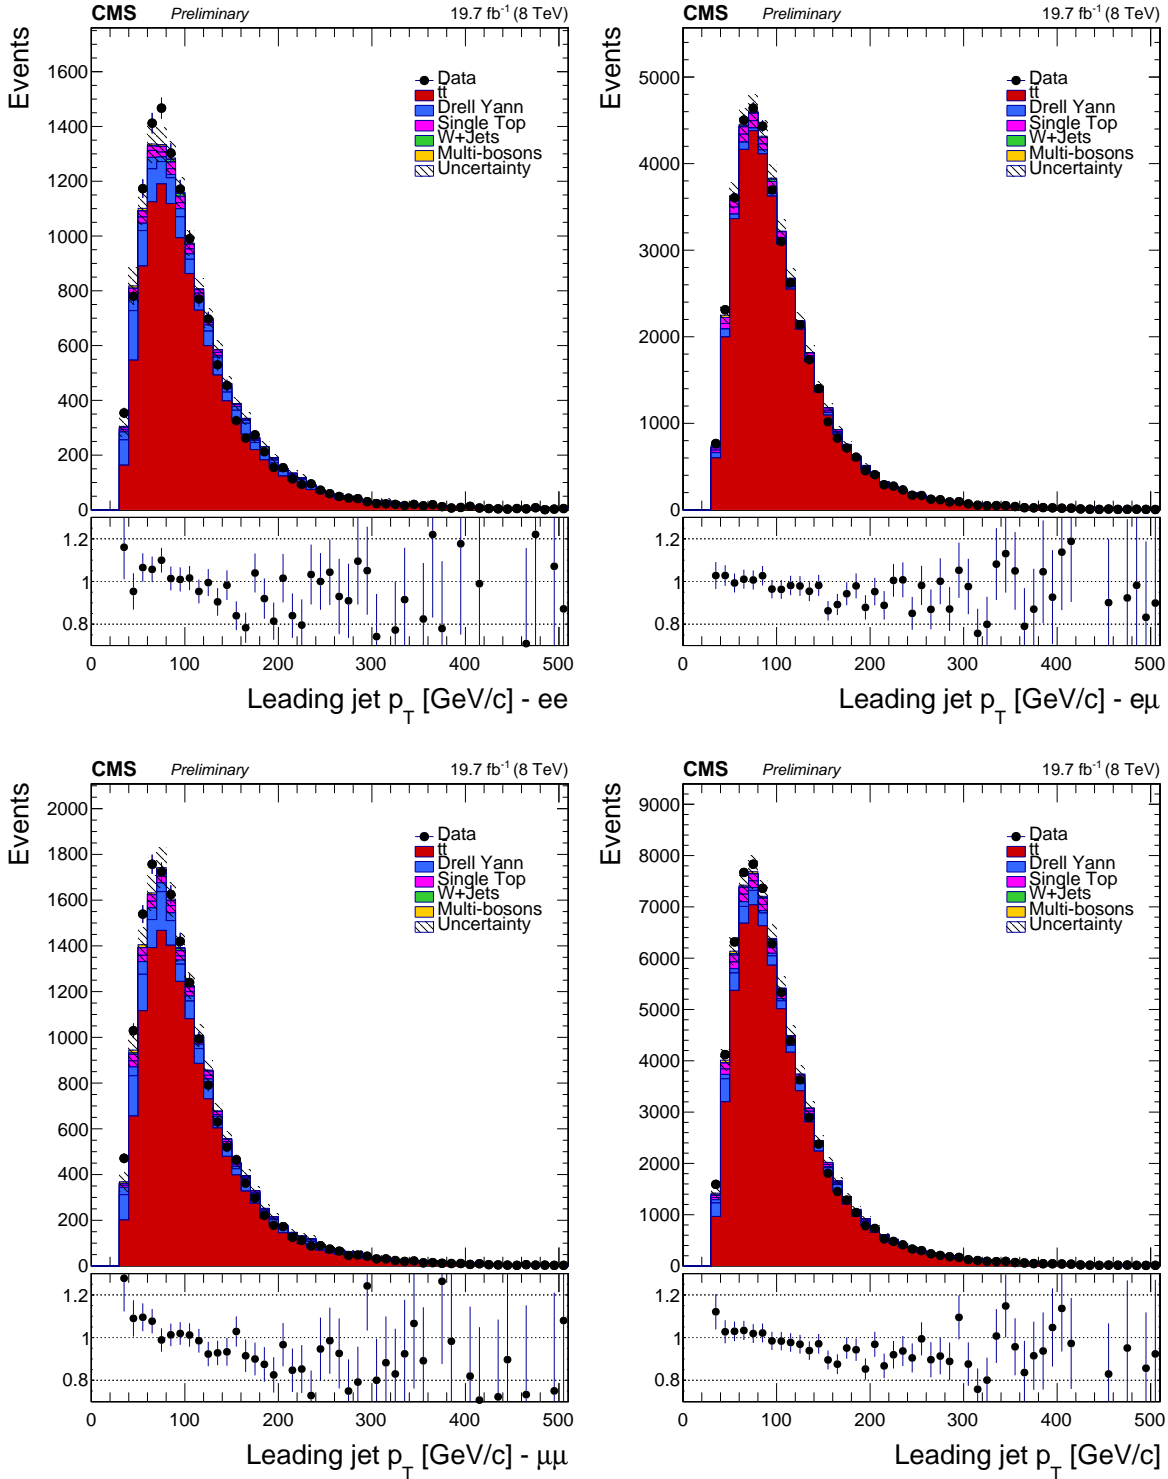 CMS Preliminary 19.7 fb-1 (8 TeV)
Events
1600
1400
1200
1000
800
600
400
200
0
Data
tt̄
Drell Yann
Single Top
W+Jets
Multi-bosons
Uncertainty
1.2
1
0.8
0 100 200 300 400 500
Leading jet pT [GeV/c] - ee
CMS Preliminary 19.7 fb-1 (8 TeV)
Events
5000
4000
3000
2000
1000
0
Data
tt̄
Drell Yann
Single Top
W+Jets
Multi-bosons
Uncertainty
1.2
1
0.8
0 100 200 300 400 500
Leading jet pT [GeV/c] - eμ
CMS Preliminary 19.7 fb-1 (8 TeV)
Events
2000
1800
1600
1400
1200
1000
800
600
400
200
0
Data
tt̄
Drell Yann
Single Top
W+Jets
Multi-bosons
Uncertainty
1.2
1
0.8
0 100 200 300 400 500
Leading jet pT [GeV/c] - μμ
CMS Preliminary 19.7 fb-1 (8 TeV)
Events
9000
8000
7000
6000
5000
4000
3000
2000
1000
0
Data
tt̄
Drell Yann
Single Top
W+Jets
Multi-bosons
Uncertainty
1.2
1
0.8
0 100 200 300 400 500
Leading jet pT [GeV/c]